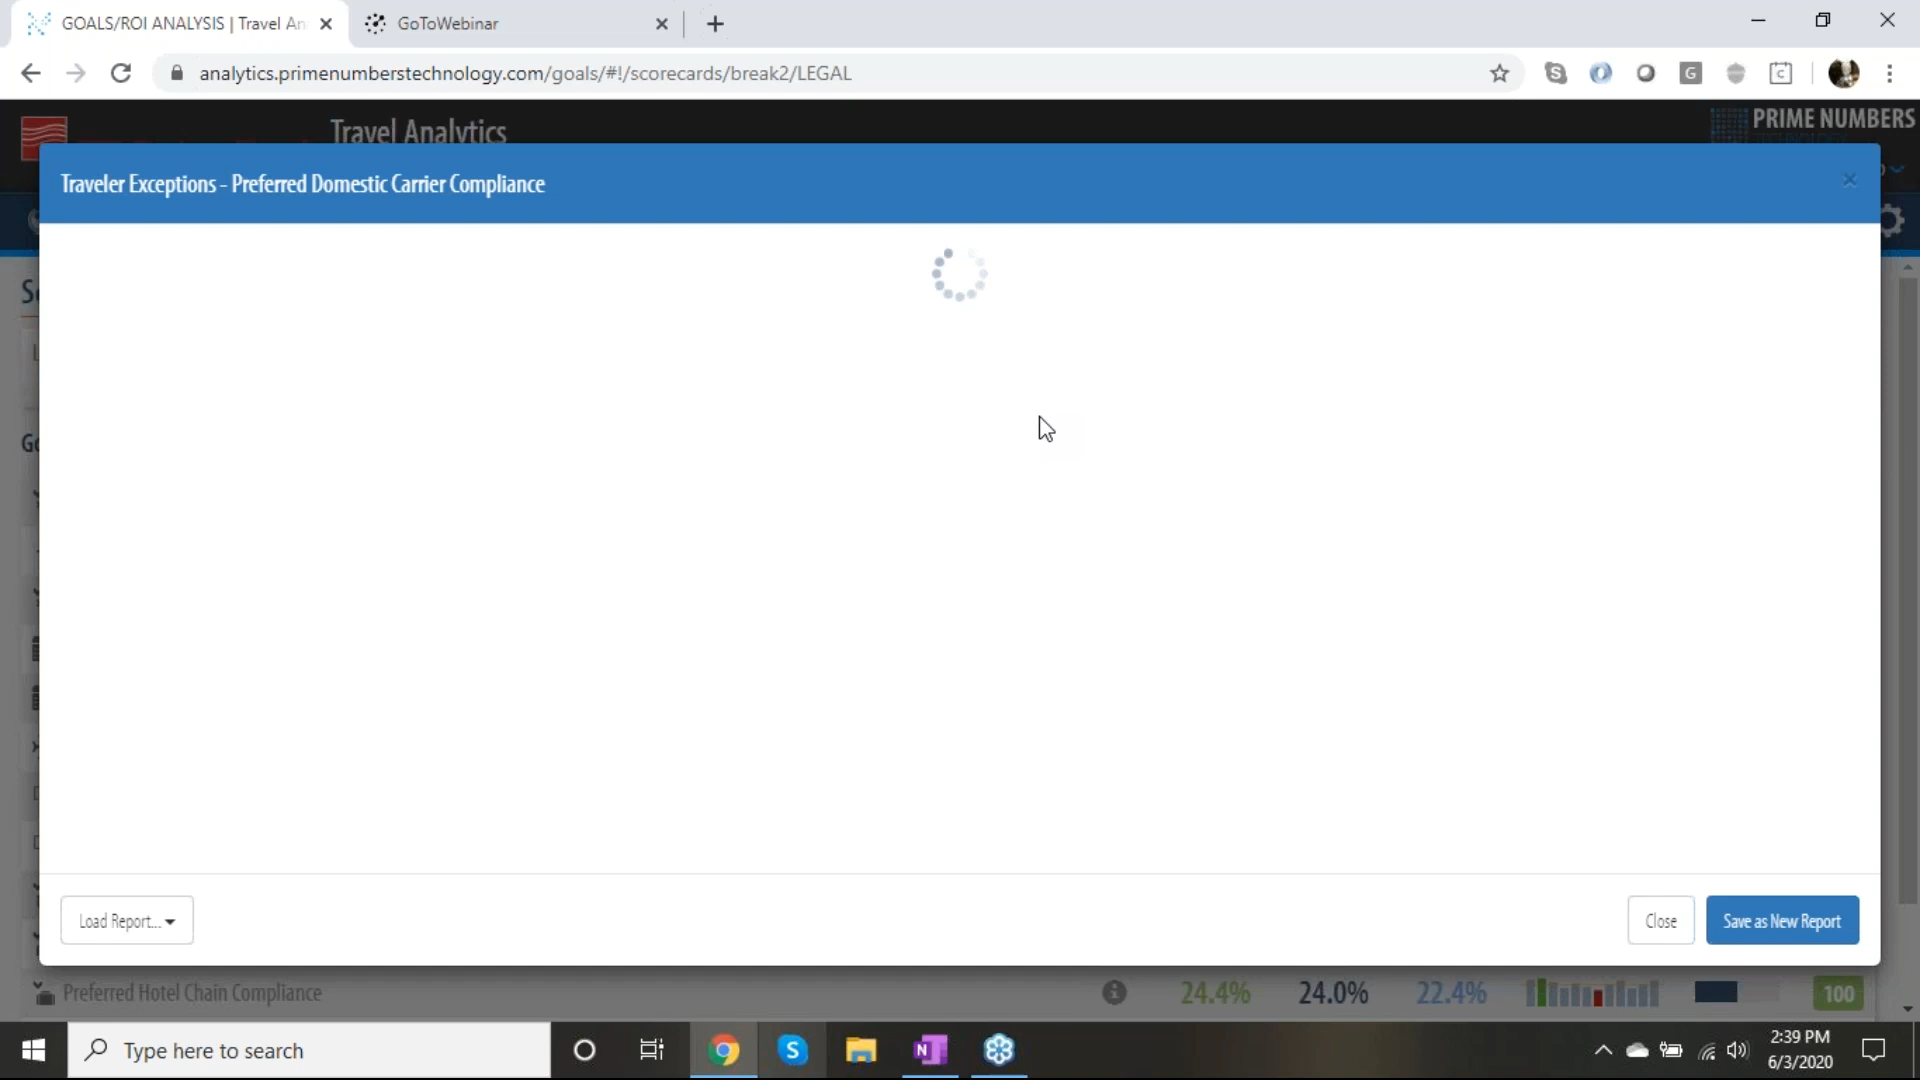 GOALS/ROI ANALYSIS | Travel An
GoToWebinar
analytics.primenumberstechnology.com/goals/#!/scorecards/break2/LEGAL
G
Travel Analytics
PRIME NUMBERS
Traveler Exceptions - Preferred Domestic Carrier Compliance
Load Report...
Close
Save as New Report
Preferred Hotel Chain Compliance
24.4%
24.0%
22.4%
100
Type here to search
2:39 PM
6/3/2020